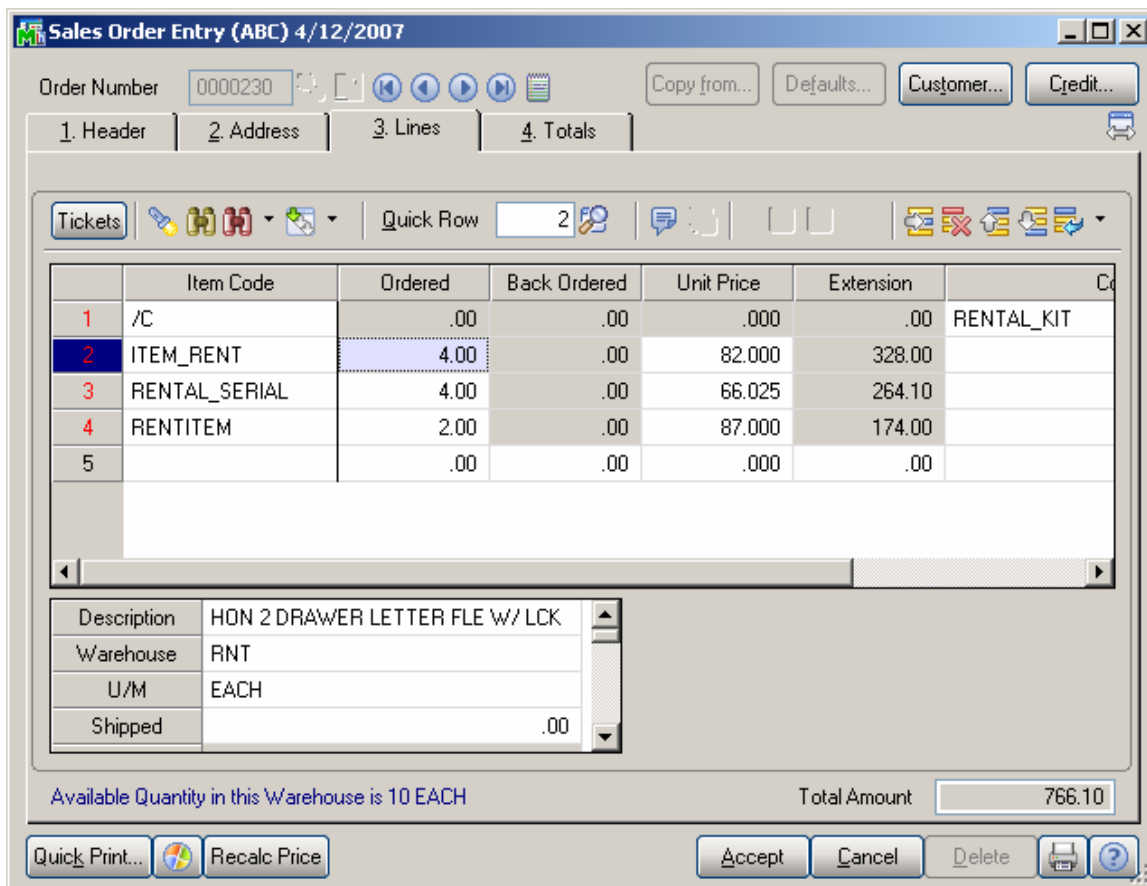 Sales Order Entry (ABC) 4/12/2007
Order Number 0000230 Copy from... Defaults... Customer... Credit...
1. Header 2. Address 3. Lines 4. Totals
Tickets Quick Row 2
Item Code Ordered Back Ordered Unit Price Extension
1 /C .00 .00 .000 .00 RENTAL_KIT
2 ITEM_RENT 4.00 .00 82.000 328.00
3 RENTAL_SERIAL 4.00 .00 66.025 264.10
4 RENTITEM 2.00 .00 87.000 174.00
5 .00 .00 .000 .00
Description HON 2 DRAWER LETTER FLE W/ LCK
Warehouse RNT
U/M EACH
Shipped .00
Available Quantity in this Warehouse is 10 EACH Total Amount 766.10
Quick Print... Recalc Price Accept Cancel Delete